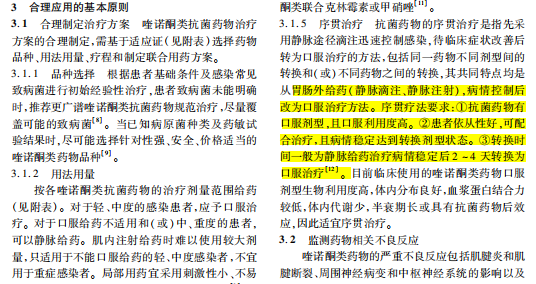 3 合理应用的基本原则
3.1 合理制定治疗方案 喹诺酮类抗菌药物治疗
方案的合理制定,需基于适应证(见附表)选择药物
品种、用法用量、疗程和制定联合用药方案。
3.1.1 品种选择 根据患者基础条件及感染常见
致病菌进行初始经验性治疗,患者致病菌未能明确
时,推荐更广谱喹诺酮类抗菌药物规范治疗,尽量覆
盖可能的致病菌[8]。当已知病原菌种类及药敏试
验结果时,尽可能选择针对性强、安全、价格适当的
喹诺酮类药物品种[9]。
3.1.2 用法用量
按各喹诺酮类抗菌药物的治疗剂量范围给药
(见附表)。对于轻、中度的感染患者,应予口服治
疗。对于口服给药不适用和(或)中、重度的患者,
可以静脉给药。肌内注射给药时难以使用较大剂
量,只适用于不能口服给药的轻、中度感染者,不宜
用于重症感染者。局部用药宜采用刺激性小、不易
酮类联合克林霉素或甲硝唑[11]。
3.1.5 序贯治疗 抗菌药物的序贯治疗是指先采
用静脉途径滴注迅速控制感染,待临床症状改善后
转为口服治疗的方法,包括同一药物不同剂型间的
转换和(或)不同药物之间的转换,其共同特点均是
从胃肠外给药(静脉滴注、静脉注射),病情控制后
改为口服治疗方法。序贯疗法要求:①抗菌药物有
口服剂型,且口服利用度高。②患者依从性好,可配
合治疗,且病情稳定达到转换剂型状态。③转换时
间一般为静脉给药治疗病情稳定后2~4天转换为
口服治疗[12]。目前临床使用的喹诺酮类药物口服
剂型生物利用度高,体内分布良好,血浆蛋白结合力
较低,体内代谢少,半衰期长或具有抗菌药物后效
应,因此适宜序贯治疗。
3.2 监测药物相关不良反应
喹诺酮类药物的严重不良反应包括肌腱炎和肌
腱断裂、周围神经病变和中枢神经系统的影响以及